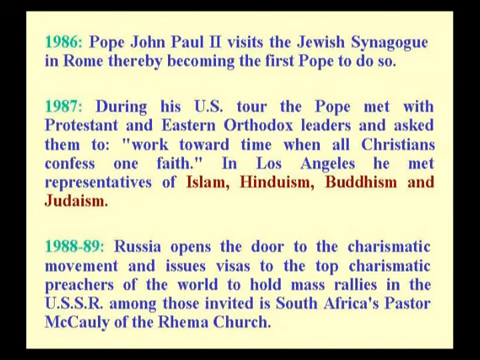 1986: Pope John Paul II visits the Jewish Synagogue
in Rome thereby becoming the first Pope to do so.
1987: During his U.S. tour the Pope met with
Protestant and Eastern Orthodox leaders and asked
them to: "work toward time when all Christians
confess one faith." In Los Angeles he met
representatives of Islam, Hinduism, Buddhism and
Judaism.
1988-89: Russia opens the door to the charismatic
movement and issues visas to the top charismatic
preachers of the world to hold mass rallies in the
U.S.S.R. among those invited is South Africa's Pastor
McCauly of the Rhema Church.